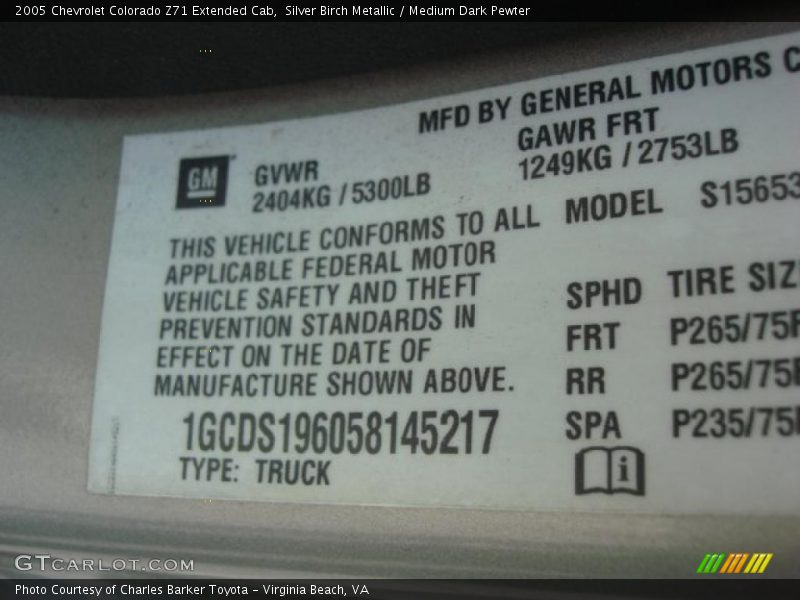 2005 Chevrolet Colorado Z71 Extended Cab,  Silver Birch Metallic / Medium Dark Pewter
MFD BY GENERAL MOTORS C
GM
GVWR
2404KG / 5300LB
GAWR FRT
1249KG / 2753LB
THIS VEHICLE CONFORMS TO ALL
APPLICABLE FEDERAL MOTOR
VEHICLE SAFETY AND THEFT
PREVENTION STANDARDS IN
EFFECT ON THE DATE OF
MANUFACTURE SHOWN ABOVE.
1GCDS196058145217
TYPE: TRUCK
MODEL S15653
SPHD TIRE SIZ
FRT P265/75R
RR P265/75
SPA P235/75
i
GTcarlot.com
Photo Courtesy of Charles Barker Toyota - Virginia Beach, VA